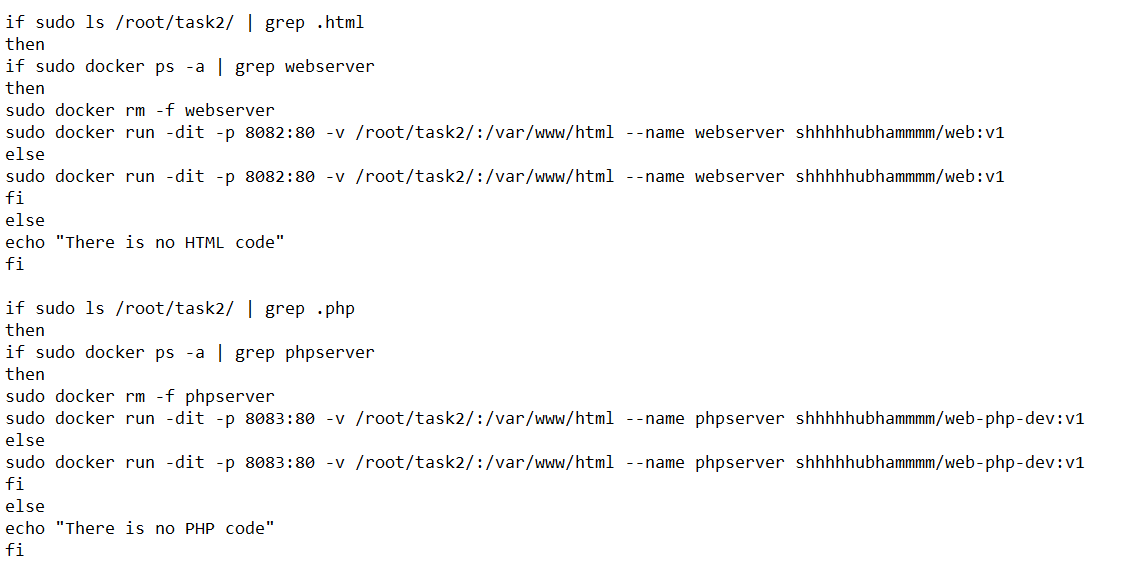 if sudo ls /root/task2/ | grep .html
then
if sudo docker ps -a | grep webserver
then
sudo docker rm -f webserver
sudo docker run -dit -p 8082:80 -v /root/task2/:/var/www/html --name webserver shhhhhubhammmm/web:v1
else
sudo docker run -dit -p 8082:80 -v /root/task2/:/var/www/html --name webserver shhhhhubhammmm/web:v1
fi
else
echo "There is no HTML code"
fi

if sudo ls /root/task2/ | grep .php
then
if sudo docker ps -a | grep phpserver
then
sudo docker rm -f phpserver
sudo docker run -dit -p 8083:80 -v /root/task2/:/var/www/html --name phpserver shhhhhubhammmm/web-php-dev:v1
else
sudo docker run -dit -p 8083:80 -v /root/task2/:/var/www/html --name phpserver shhhhhubhammmm/web-php-dev:v1
fi
else
echo "There is no PHP code"
fi